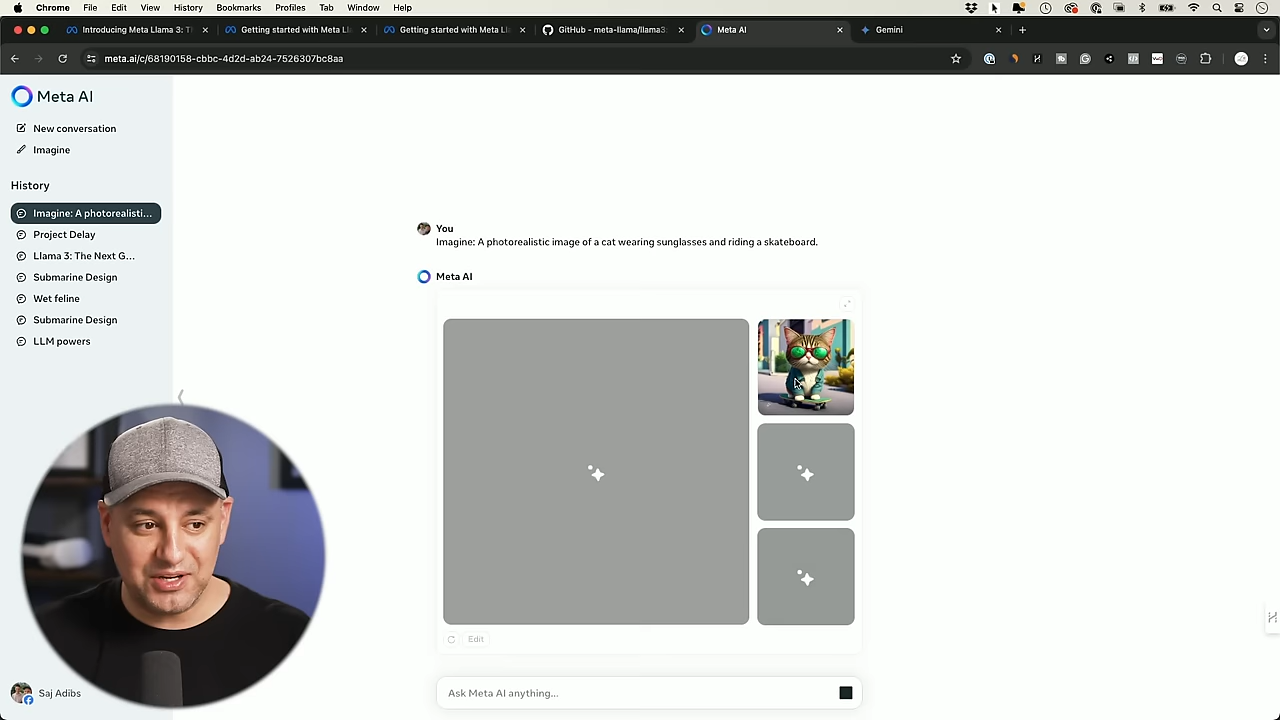 Chrome File Edit View History Bookmarks Profiles Tab Window Help
Introducing Meta Llama 3: T
Getting started with Meta Ll
Getting started with Meta Ll
GitHub - meta-llama/llama3:
Meta AI
Gemini
meta.ai/c/68190158-cbbc-4d2d-ab24-7526307bc8aa
Meta AI
New conversation
Imagine
History
Imagine: A photorealisti...
Project Delay
Llama 3: The Next G...
Submarine Design
Wet feline
Submarine Design
LLM powers
You
Imagine: A photorealistic image of a cat wearing sunglasses and riding a skateboard.
Meta AI
Edit
Ask Meta AI anything...
Saj Adibs